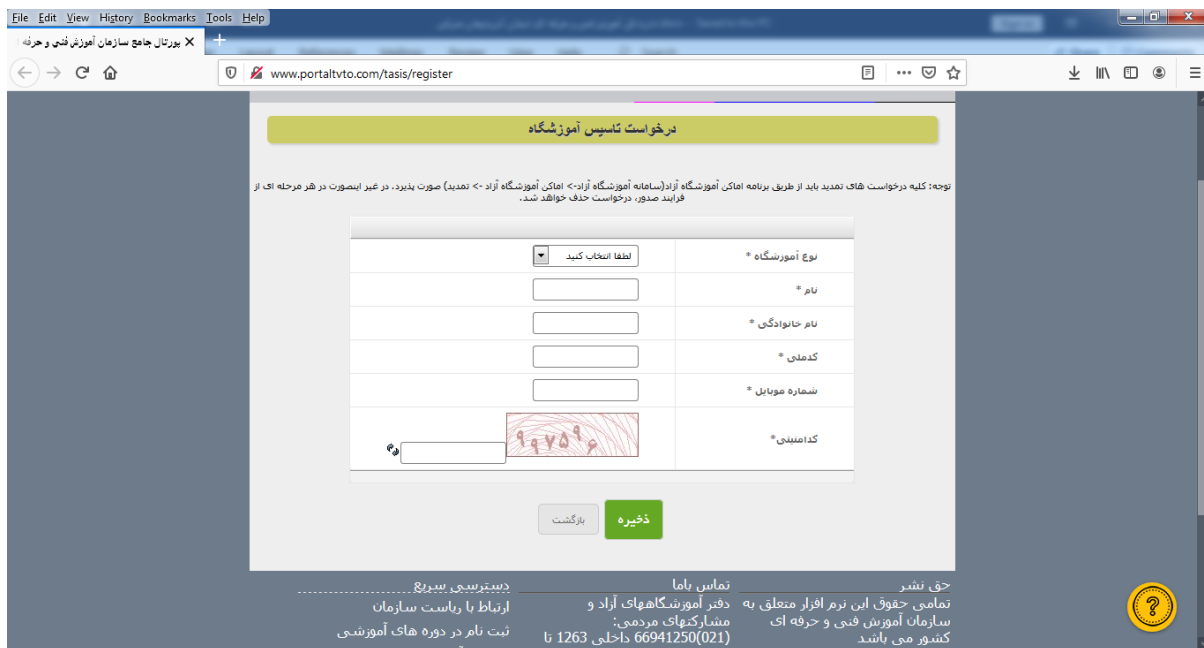 File Edit View History Bookmarks Tools Help
پورتال جامع سازمان آموزش فنی و حرفه
www.portaltvto.com/tasis/register
درخواست تاسیس آموزشگاه
توجه: کلیه درخواست های تمدید باید از طریق برنامه اماکن آموزشگاه آزاد(سامانه آموزشگاه آزاد-> اماکن آموزشگاه آزاد -> تمدید) صورت پذیرد. در غیر اینصورت در هر مرحله ای از
فرایند صدور، درخواست حذف خواهد شد.
نوع آموزشگاه *
لطفا انتخاب کنید
نام *
نام خانوادگی *
کدملی *
شماره موبایل *
کدامنیتی*
۹۹۷۵۹۶
ذخیره
بازگشت
حق نشر
تمامی حقوق این نرم افزار متعلق به
سازمان آموزش فنی و حرفه ای
کشور می باشد
تماس باما
دفتر آموزشگاههای آزاد و
مشارکتهای مردمی:
(021)66941250 داخلی 1263 تا
دسترسی سریع
ارتباط با ریاست سازمان
ثبت نام در دوره های آموزشی